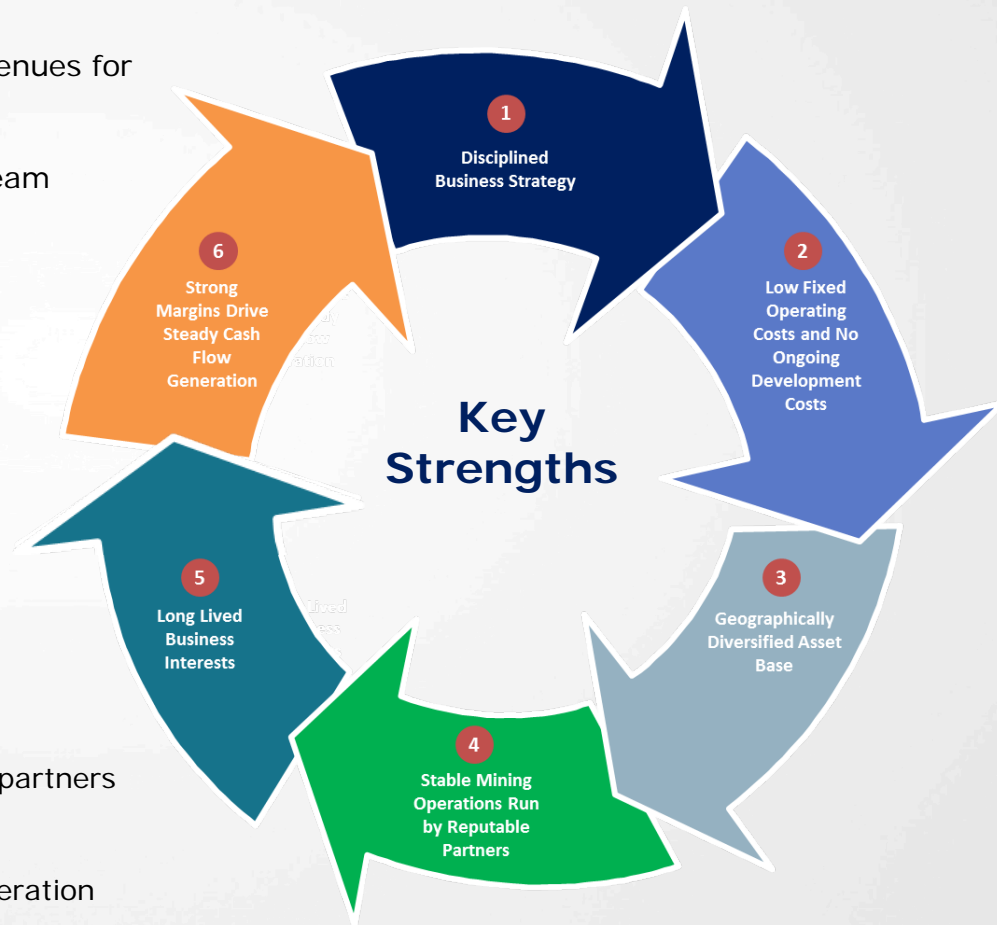 enues for
eam
partners
eration
Key
Strengths
1
Disciplined
Business Strategy
2
Low Fixed
Operating
Costs and No
Ongoing
Development
Costs
3
Geographically
Diversified Asset
Base
4
Stable Mining
Operations Run
by Reputable
Partners
5
Long Lived
Business
Interests
6
Strong
Margins Drive
Steady Cash
Flow
Generation